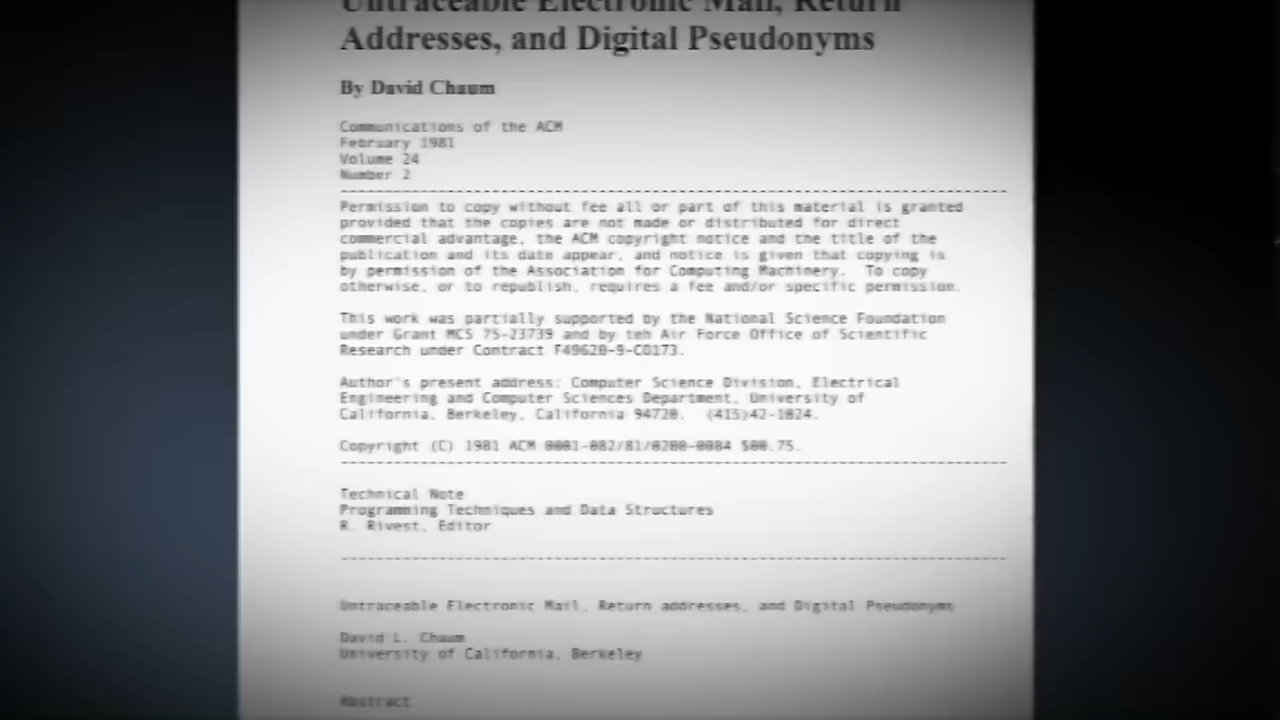 Untraceable Electronic Mail, Return
Addresses, and Digital Pseudonyms
By David Chaum
Communications of the ACM
February 1981
Volume 24
Number 2
Permission to copy without fee all or part of this material is granted
provided that the copies are not made or distributed for direct
commercial advantage, the ACM copyright notice and the title of the
publication and its date appear, and notice is given that copying is
by permission of the Association for Computing Machinery.  To copy
otherwise, or to republish, requires a fee and/or specific permission.
This work was partially supported by the National Science Foundation
under Grant MCS 75-23739 and by teh Air Force Office of Scientific
Research under Contract F49620-9-C0173.
Author's present address: Computer Science Division, Electrical
Engineering and Computer Sciences Department, University of
California, Berkeley, California 94720.  (415)42-1024.
Copyright (C) 1981 ACM 0001-082/81/0200-0084 $00.75.
Technical Note
Programming Techniques and Data Structures
R. Rivest, Editor
Untraceable Electronic Mail, Return addresses, and Digital Pseudonyms
David L. Chaum
University of California, Berkeley
Abstract